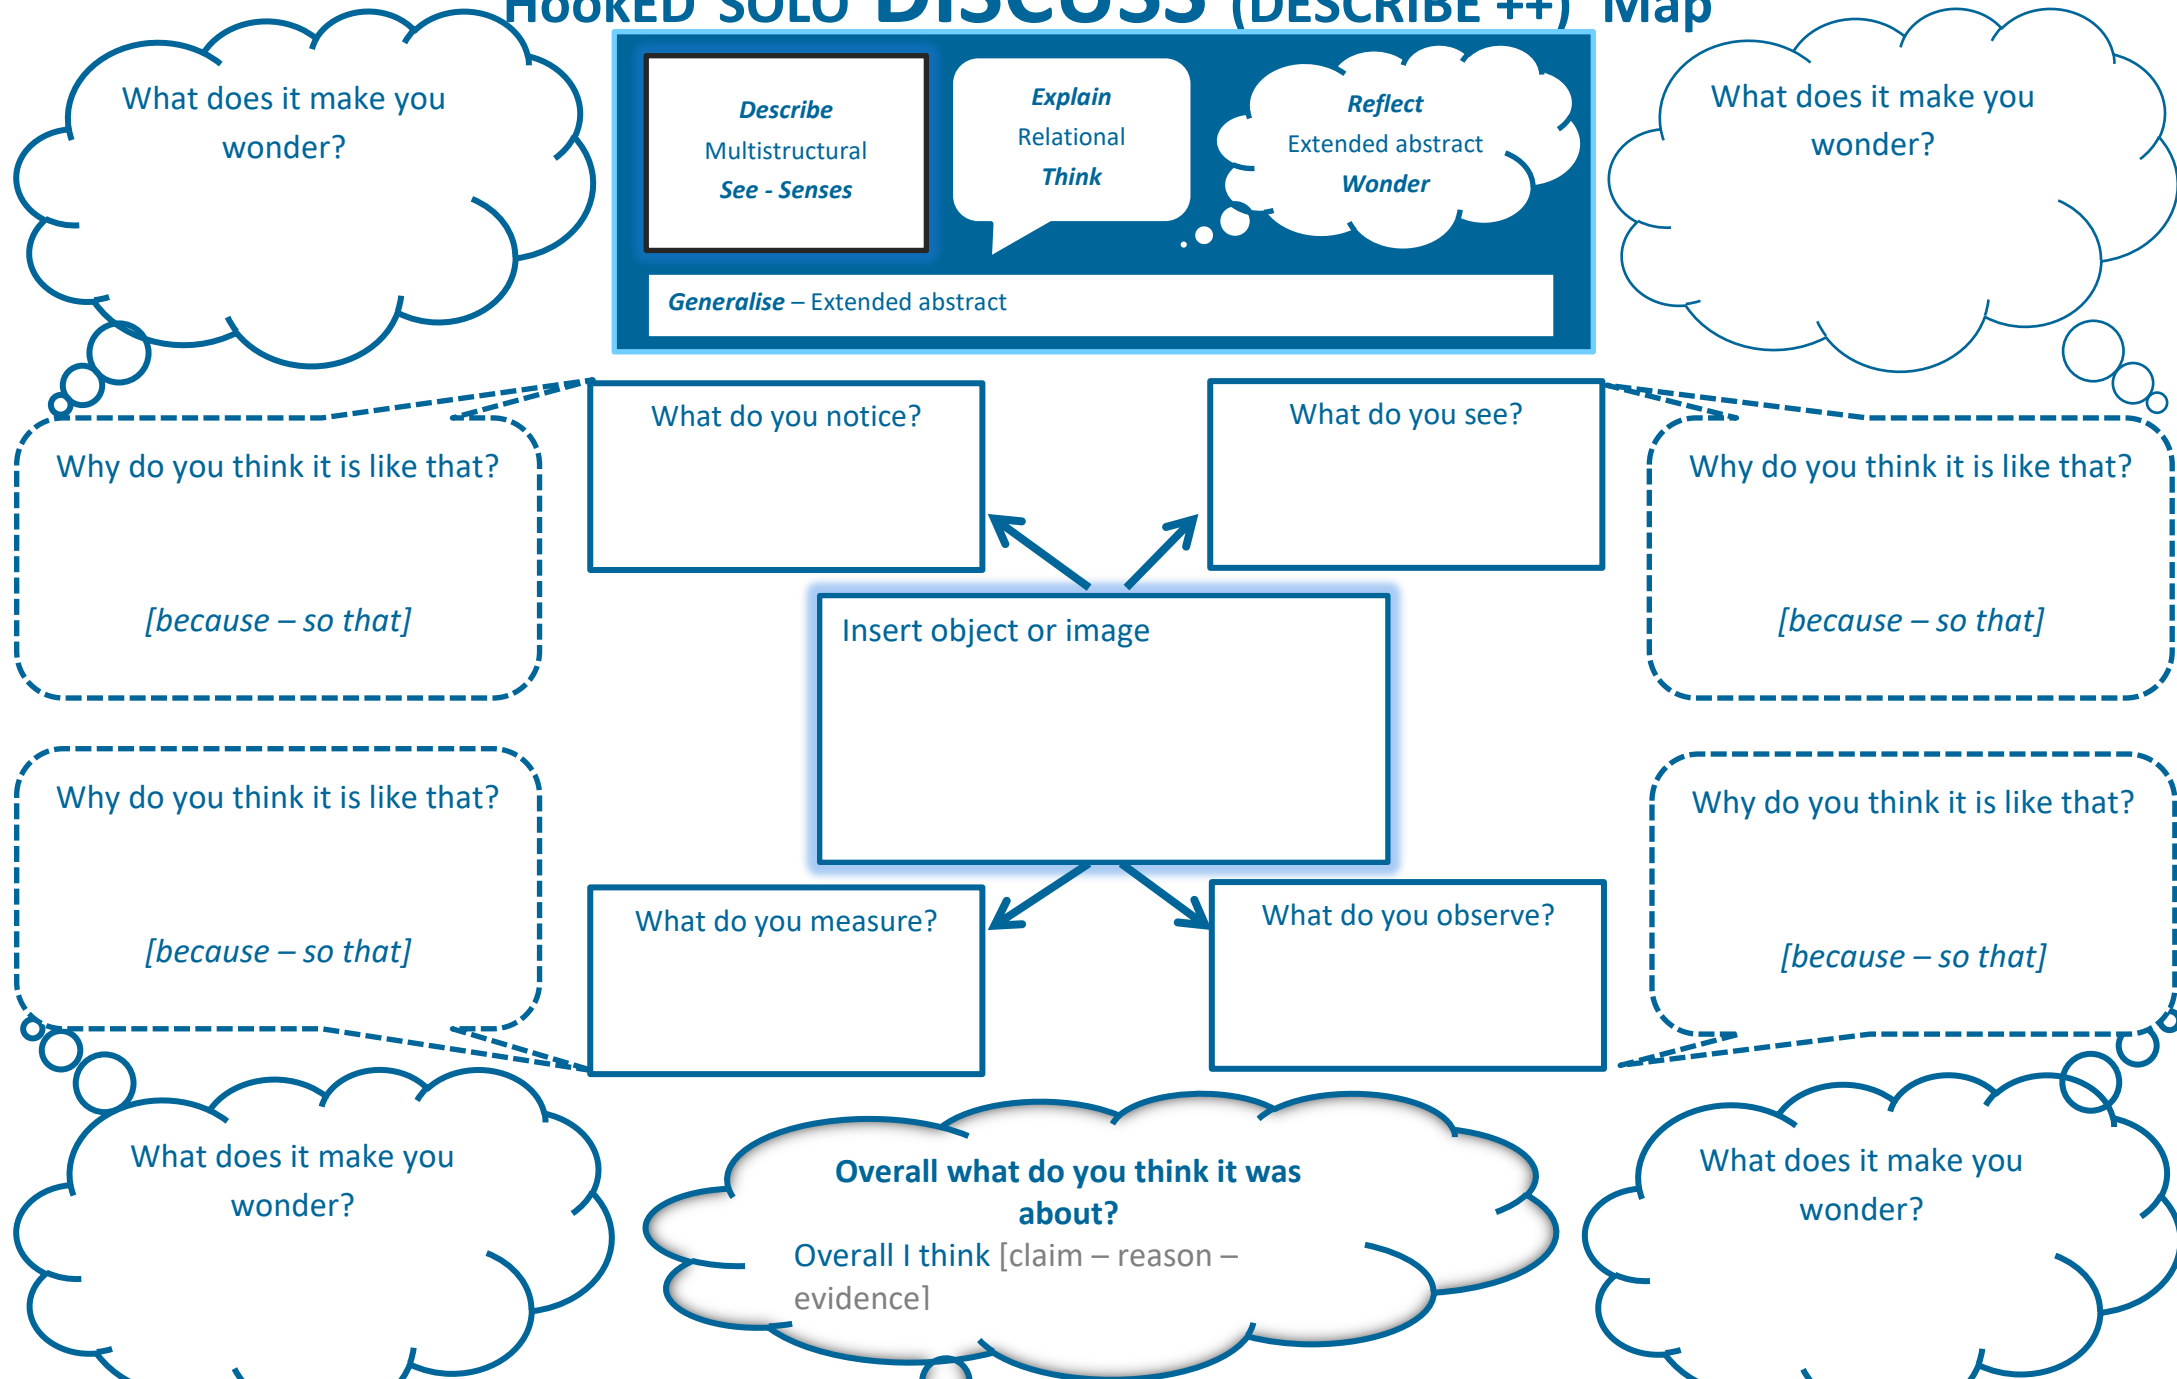 HookED SOLO DISCUSS (DESCRIBE ++) Map
What does it make you
wonder?
Describe
Multistructural
See - Senses
Explain
Relational
Think
Reflect
Extended abstract
Wonder
Generalise – Extended abstract
What does it make you
wonder?
Why do you think it is like that?
[because – so that]
What do you notice?
What do you see?
Why do you think it is like that?
[because – so that]
Insert object or image
Why do you think it is like that?
[because – so that]
What do you measure?
What do you observe?
Why do you think it is like that?
[because – so that]
What does it make you
wonder?
Overall what do you think it was
about?
Overall I think [claim – reason –
evidence]
What does it make you
wonder?